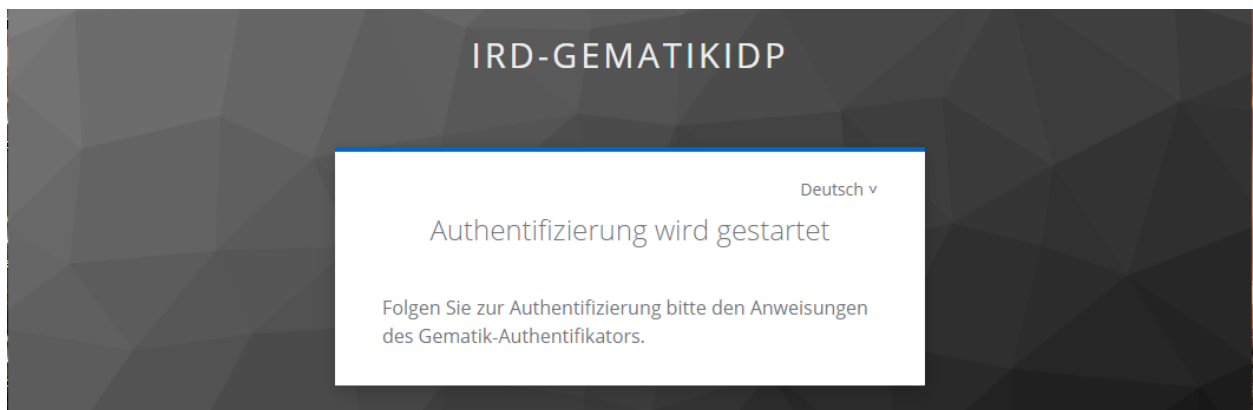 IRD-GEMATIKIDP
Deutsch ˅
Authentifizierung wird gestartet
Folgen Sie zur Authentifizierung bitte den Anweisungen
des Gematik-Authentifikators.